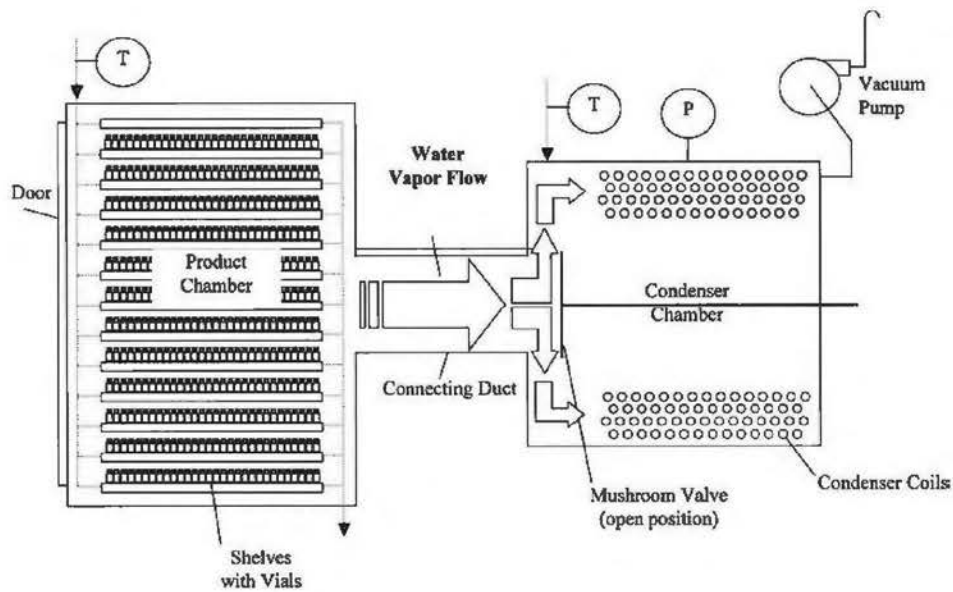 T
T
P
Vacuum
Pump
Water
Vapor Flow
Door
Product
Chamber
Condenser
Chamber
Connecting Duct
Mushroom Valve
(open position)
Condenser Coils
Shelves
with Vials